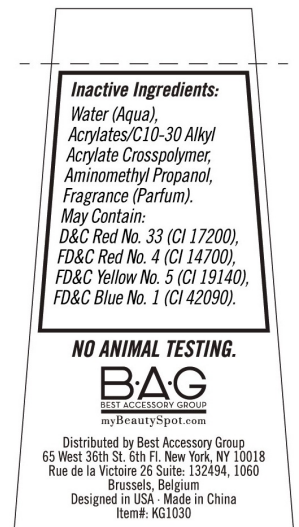 Inactive Ingredients:
Water (Aqua),
Acrylates/C10-30 Alkyl
Acrylate Crosspolymer,
Aminomethyl Propanol,
Fragrance (Parfum).
May Contain:
D&C Red No. 33 (CI 17200),
FD&C Red No. 4 (CI 14700),
FD&C Yellow No. 5 (CI 19140),
FD&C Blue No. 1 (CI 42090).
NO ANIMAL TESTING.
B·A·G
BEST ACCESSORY GROUP
myBeautySpot.com
Distributed by Best Accessory Group
65 West 36th St. 6th Fl. New York, NY 10018
Rue de la Victoire 26 Suite: 132494, 1060
Brussels, Belgium
Designed in USA · Made in China
Item#: KG1030